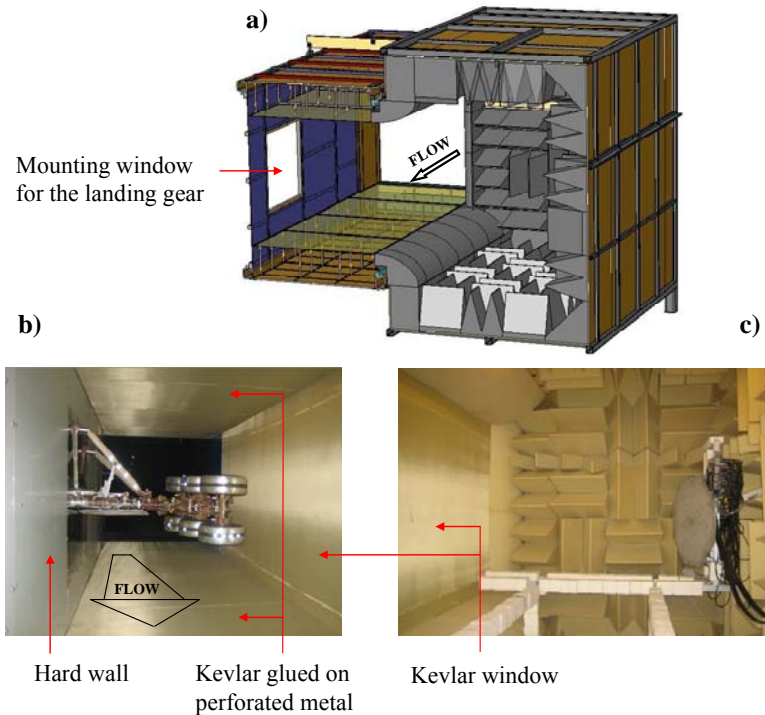 a)
FLOW
Mounting window
for the landing gear
b)
c)
FLOW
Hard wall
Kevlar glued on
perforated metal
Kevlar window